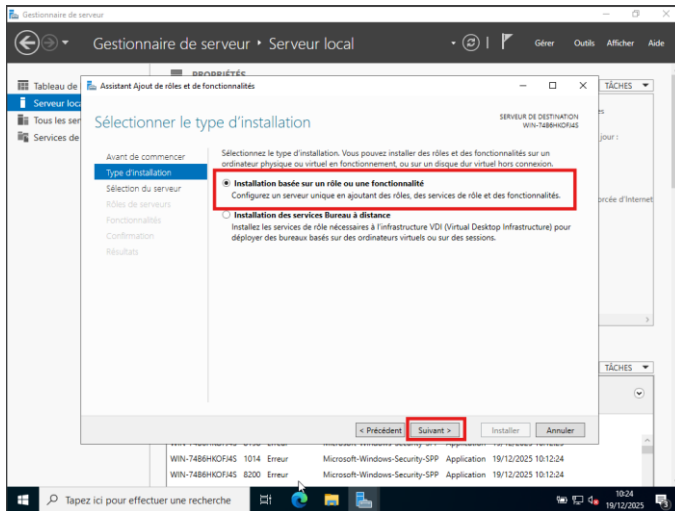 Gestionnaire de serveur
Gestionnaire de serveur • Serveur local
Gérer Outils Afficher Aide
PROPRIÉTÉS
Tableau de
TÂCHES
Assistant Ajout de rôles et de fonctionnalités
Serveur loca
Tous les ser
Services de
jour :
orcée d'Internet
Sélectionner le type d'installation
SERVEUR DE DESTINATION
WIN-74B6HKOFJ4S
Avant de commencer
Type d'installation
Sélection du serveur
Rôles de serveurs
Fonctionnalités
Confirmation
Résultats
Sélectionnez le type d'installation. Vous pouvez installer des rôles et des fonctionnalités sur un
ordinateur physique ou virtuel en fonctionnement, ou sur un disque dur virtuel hors connexion.
Installation basée sur un rôle ou une fonctionnalité
Configurez un serveur unique en ajoutant des rôles, des services de rôle et des fonctionnalités.
Installation des services Bureau à distance
Installez les services de rôle nécessaires à l'infrastructure VDI (Virtual Desktop Infrastructure) pour
déployer des bureaux basés sur des ordinateurs virtuels ou sur des sessions.
TÂCHES
< Précédent Suivant > Installer Annuler
WIN-74B6HKOFJ4S 1014 Erreur Microsoft-Windows-Security-SPP Application 19/12/2025 10:12:24
WIN-74B6HKOFJ4S 8200 Erreur Microsoft-Windows-Security-SPP Application 19/12/2025 10:12:24
Tapez ici pour effectuer une recherche
10:24
19/12/2025